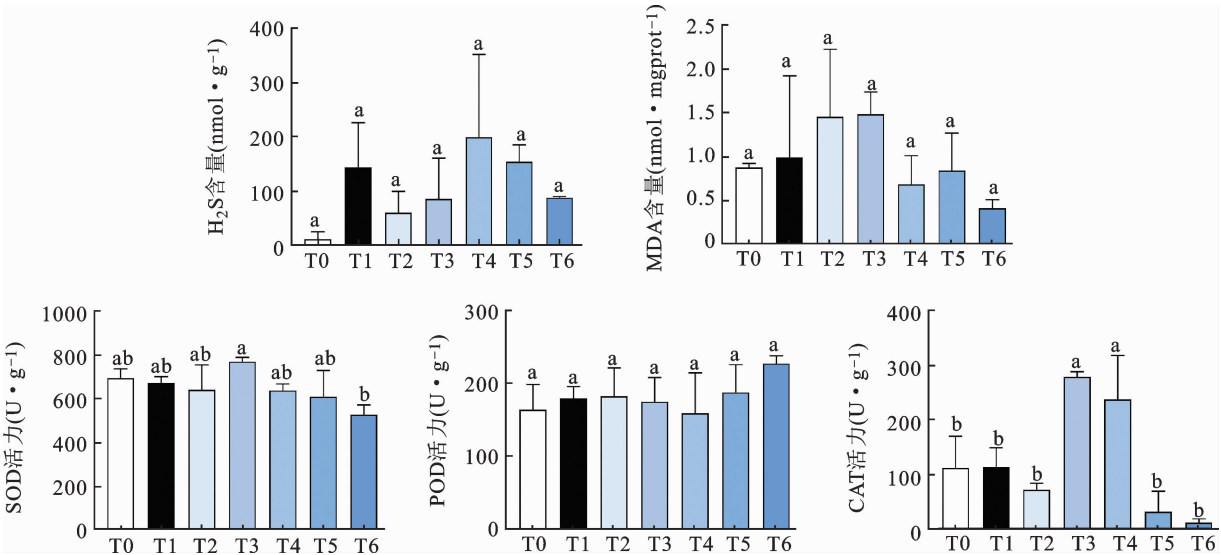 H₂S含量(nmol·g⁻¹)
400
300
200
100
0
a a a a a a a
T0 T1 T2 T3 T4 T5 T6
MDA含量(nmol·mgprot⁻¹)
2.5
2.0
1.5
1.0
0.5
0
a a a a a a a
T0 T1 T2 T3 T4 T5 T6
SOD活力(U·g⁻¹)
1000
800
600
400
200
0
ab ab ab a ab ab b
T0 T1 T2 T3 T4 T5 T6
POD活力(U·g⁻¹)
300
200
100
0
a a a a a a a
T0 T1 T2 T3 T4 T5 T6
CAT活力(U·g⁻¹)
400
300
200
100
0
b b b a a b b
T0 T1 T2 T3 T4 T5 T6